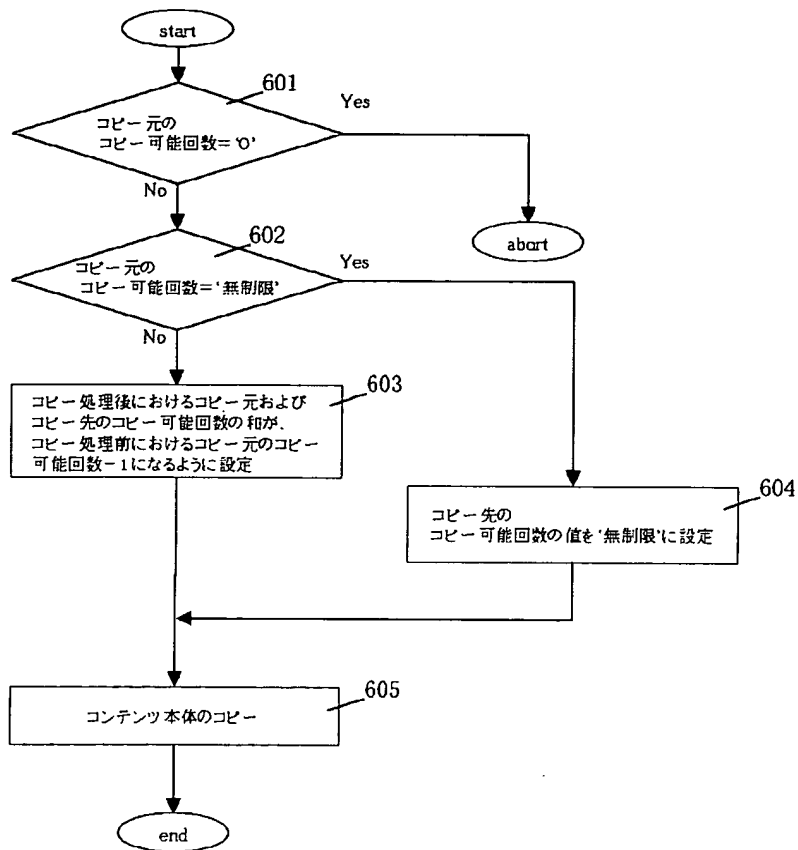 start
601
Yes
コピー元の
コピー可能回数='0'
No
abort
602
Yes
コピー元の
コピー可能回数='無制限'
No
603
コピー処理後におけるコピー元および
コピー先のコピー可能回数の和が、
コピー処理前におけるコピー元のコピー
可能回数-1になるように設定
604
コピー先の
コピー可能回数の値を'無制限'に設定
605
コンテンツ本体のコピー
end